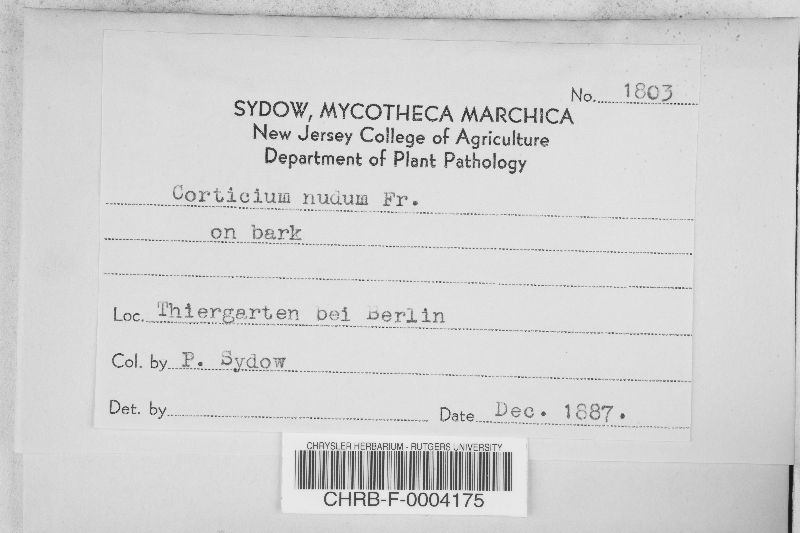 No. 1803
SYDOW, MYCOTHECA MARCHICA
New Jersey College of Agriculture
Department of Plant Pathology
Corticium nudum Fr.
on bark
Loc. Thiergarten bei Berlin
Col. by P. Sydow
Det. by
Date Dec. 1887.
CHRYSLER HERBARIUM - RUTGERS UNIVERSITY
CHRB-F-0004175